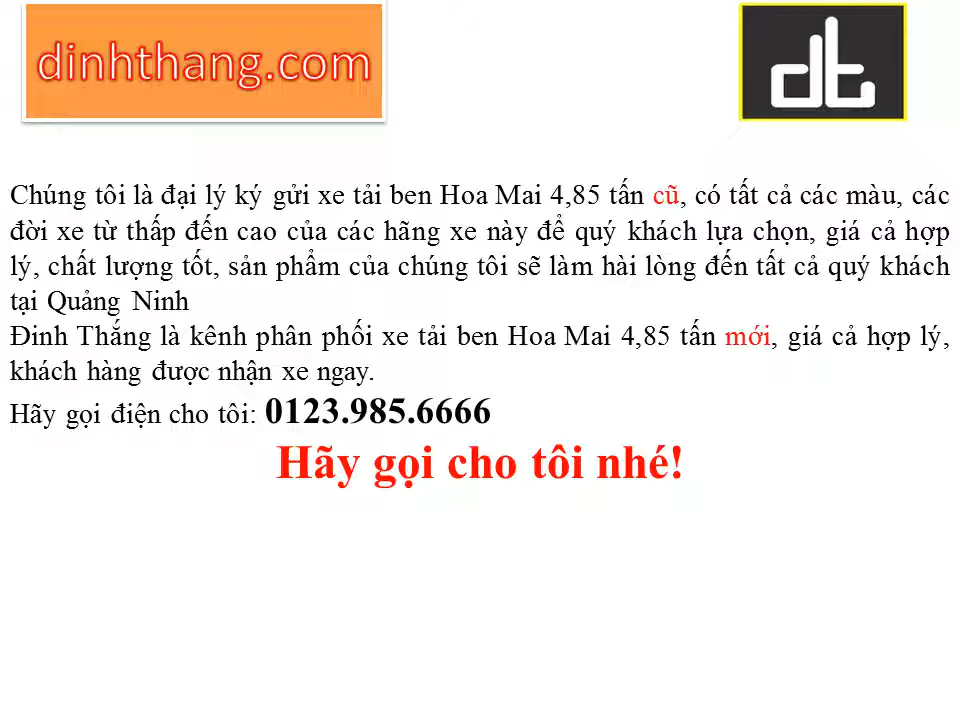 dinhthang.com
dt
Chúng tôi là đại lý ký gửi xe tải ben Hoa Mai 4,85 tấn cũ, có tất cả các màu, các
đời xe từ thấp đến cao của các hãng xe này để quý khách lựa chọn, giá cả hợp
lý, chất lượng tốt, sản phẩm của chúng tôi sẽ làm hài lòng đến tất cả quý khách
tại Quảng Ninh
Đinh Thắng là kênh phân phối xe tải ben Hoa Mai 4,85 tấn mới, giá cả hợp lý,
khách hàng được nhận xe ngay.
Hãy gọi điện cho tôi: 0123.985.6666
Hãy gọi cho tôi nhé!